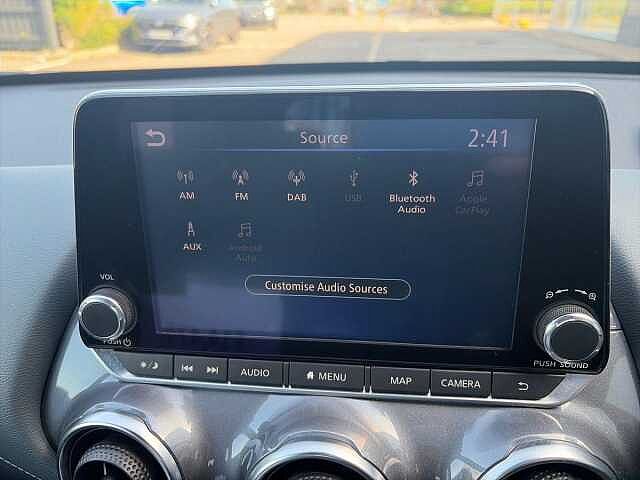 Source
2:41
AM
FM
DAB
USB
Bluetooth
Audio
Apple
CarPlay
AUX
Android
Auto
Customise Audio Sources
VOL
PUSH
PUSH SOUND
AUDIO
MENU
MAP
CAMERA